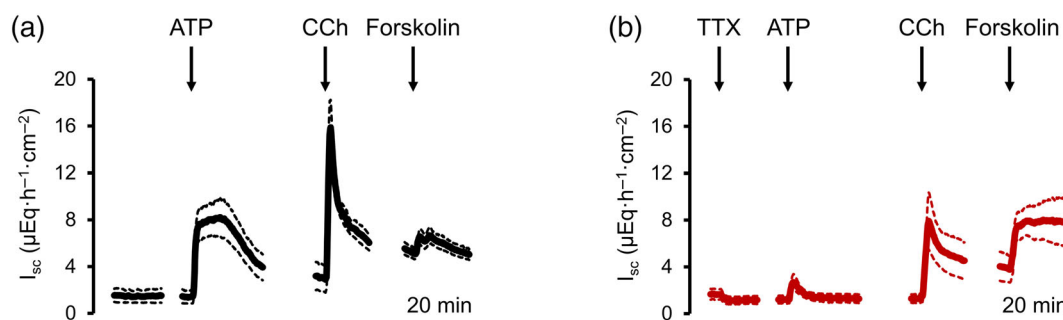 (a)
ATP CCh Forskolin
20
16
12
8
4
0
Isc (µEq·h⁻¹·cm⁻²)
20 min
(b)
TTX ATP CCh Forskolin
20
16
12
8
4
0
Isc (µEq·h⁻¹·cm⁻²)
20 min